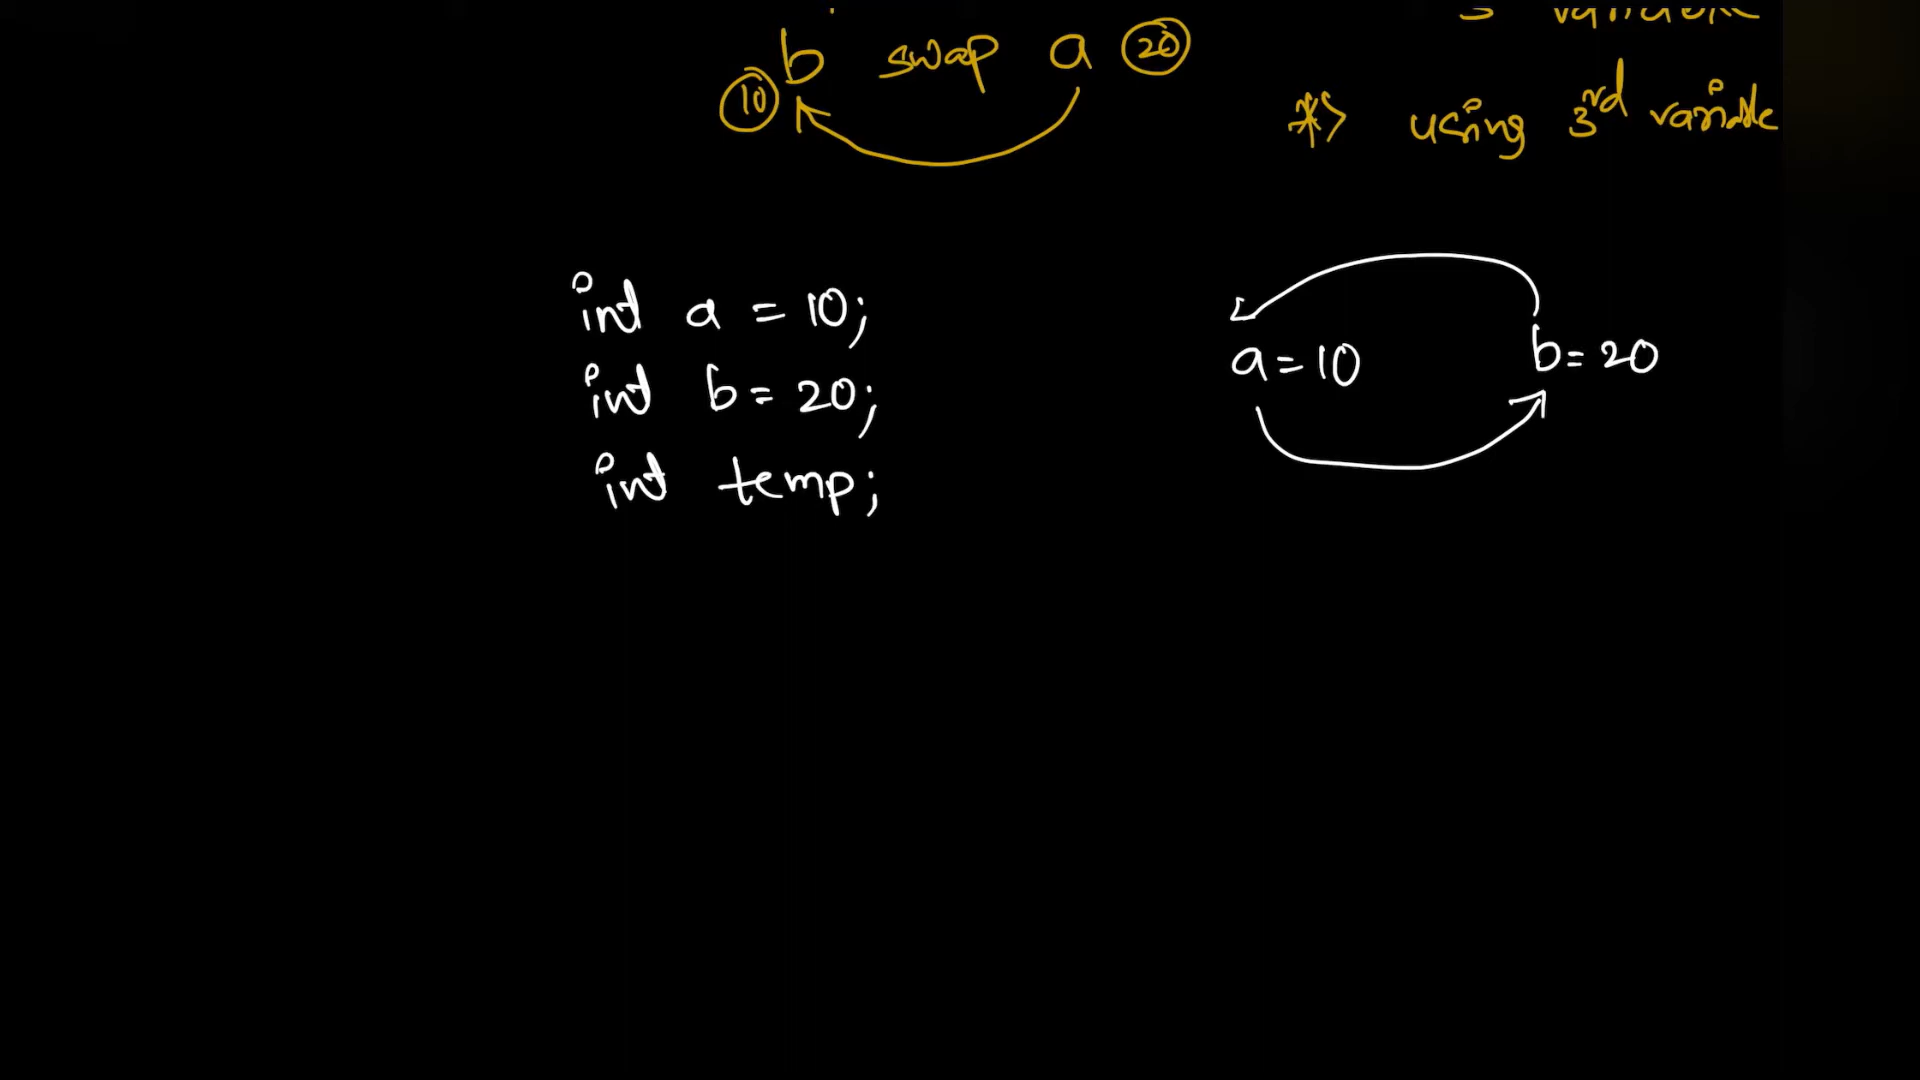 b swap a 20
10
*> using 3rd variable
int a = 10;
int b = 20;
int temp;
a = 10 b = 20